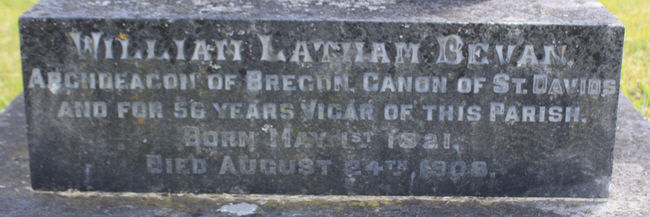 WILLIAM LATHAM BEVAN.
ARCHDEACON OF BRECON, CANON OF ST. DAVIDS
AND FOR 56 YEARS VICAR OF THIS PARISH.
BORN MAY 1ST 1821.
DIED AUGUST 24TH, 1908.